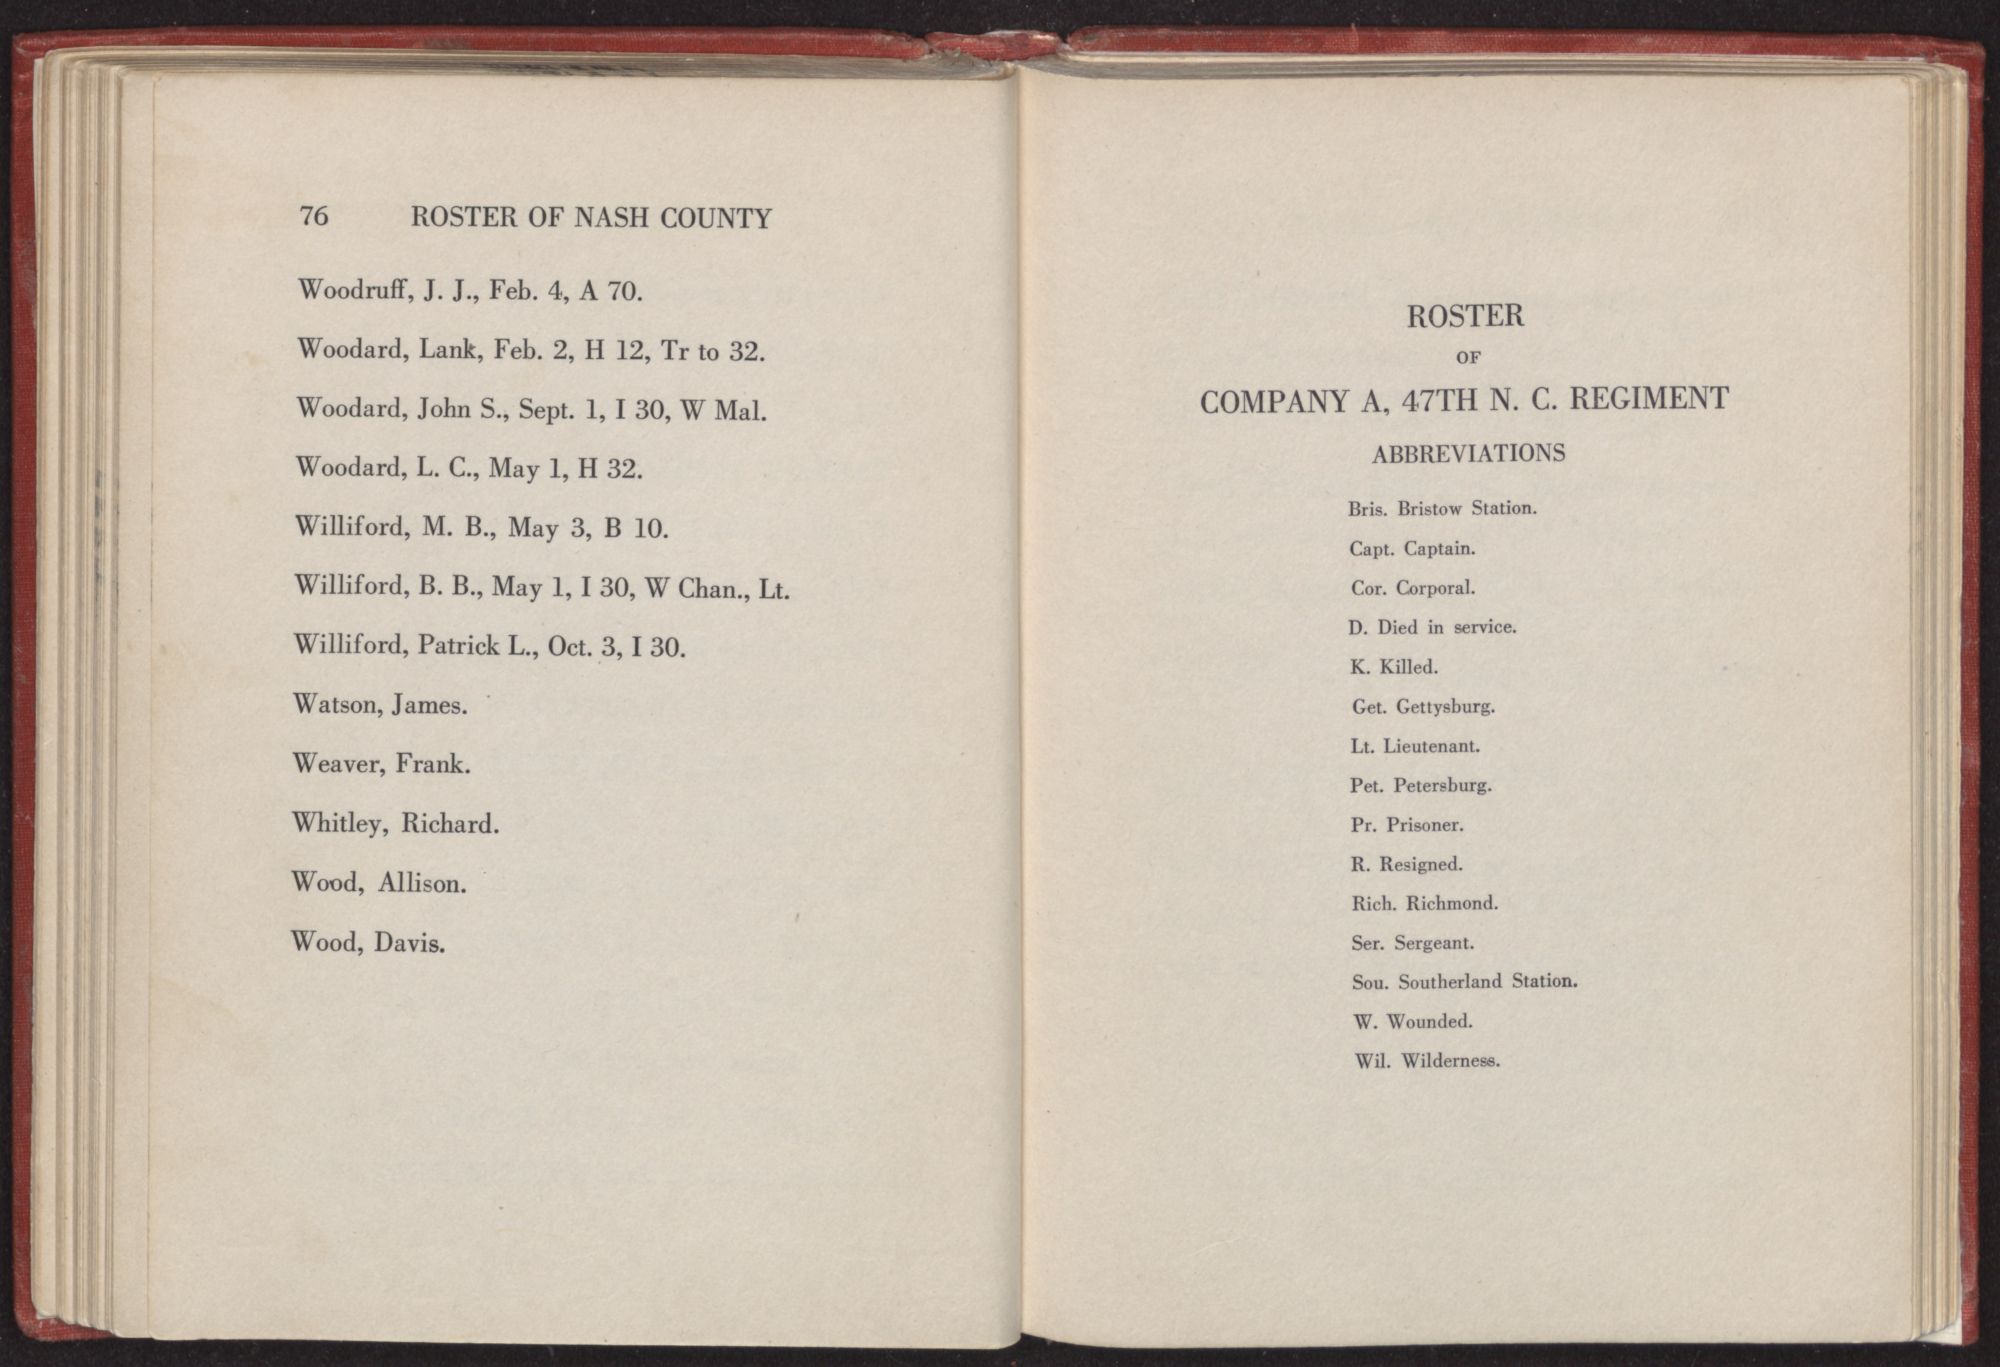 76 ROSTER OF NASH COUNTY
Woodruff, J. J., Feb. 4, A 70.
Woodard, Lank, Feb. 2, H 12, Tr to 32.
Woodard, John S., Sept. 1, I 30, W Mal.
Woodard, L. C., May 1, H 32.
Williford, M. B., May 3, B 10.
Williford, B. B., May 1, I 30, W Chan., Lt.
Williford, Patrick L., Oct. 3, I 30.
Watson, James.
Weaver, Frank.
Whitley, Richard.
Wood, Allison.
Wood, Davis.
ROSTER
OF
COMPANY A, 47TH N. C. REGIMENT
ABBREVIATIONS
Bris. Bristow Station.
Capt. Captain.
Cor. Corporal.
D. Died in service.
K. Killed.
Get. Gettysburg.
Lt. Lieutenant.
Pet. Petersburg.
Pr. Prisoner.
R. Resigned.
Rich. Richmond.
Ser. Sergeant.
Sou. Southerland Station.
W. Wounded.
Wil. Wilderness.